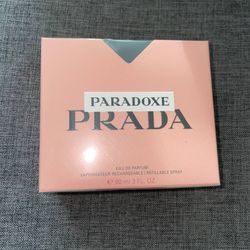 PARADOXE
PRADA
EAU DE PARFUM
VAPORISATEUR RECHARGEABLE / REFILLABLE SPRAY
℮ 90 ml 3 FL. OZ.